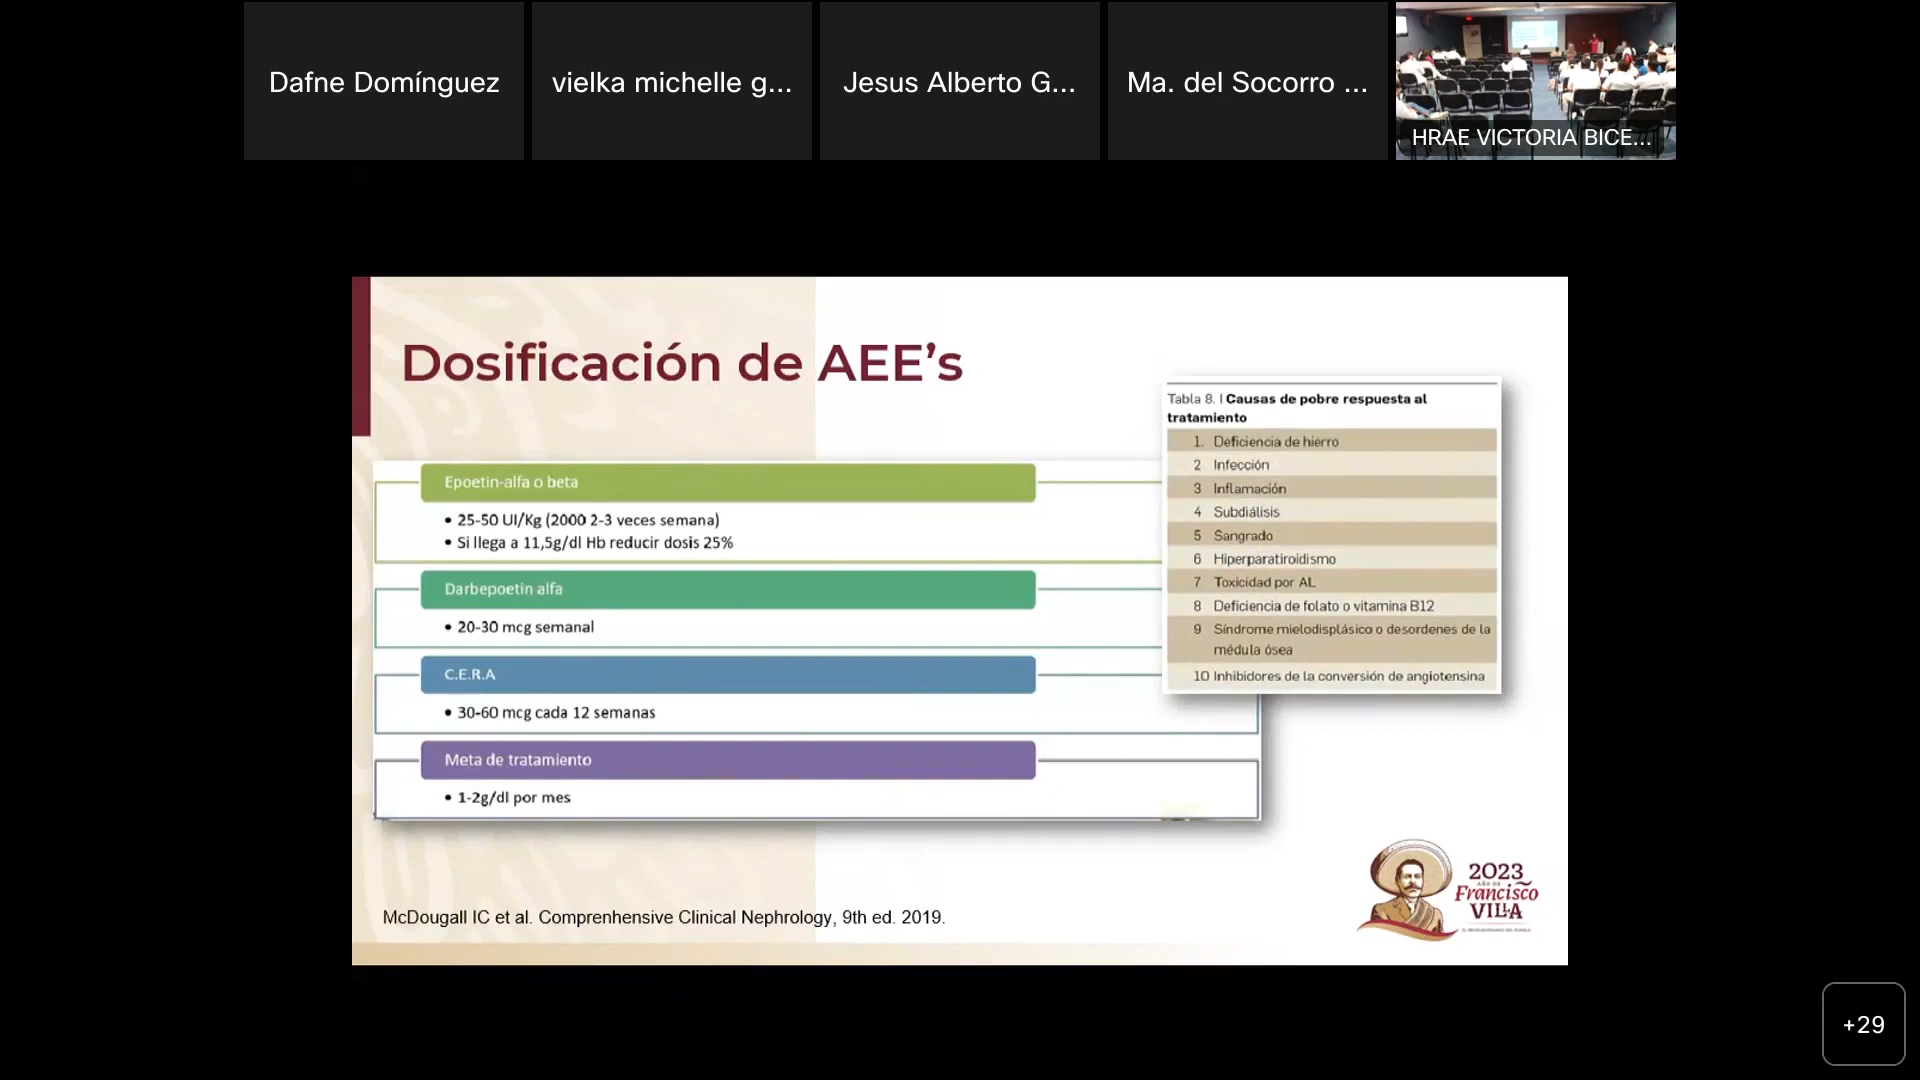 Dafne Domínguez
vielka michelle g...
Jesus Alberto G...
Ma. del Socorro ...
HRAE VICTORIA BICE...
Dosificación de AEE’s
Epoetin-alfa o beta
• 25-50 UI/Kg (2000 2-3 veces semana)
• Si llega a 11,5g/dl Hb reducir dosis 25%
Darbepoetin alfa
• 20-30 mcg semanal
C.E.R.A
• 30-60 mcg cada 12 semanas
Meta de tratamiento
• 1-2g/dl por mes
Tabla 8. | Causas de pobre respuesta al
tratamiento
1. Deficiencia de hierro
2 Infección
3 Inflamación
4 Subdiálisis
5 Sangrado
6 Hiperparatiroidismo
7 Toxicidad por AL
8 Deficiencia de folato o vitamina B12
9 Síndrome mielodisplásico o desordenes de la
médula ósea
10 Inhibidores de la conversión de angiotensina
McDougall IC et al. Comprenhensive Clinical Nephrology, 9th ed. 2019.
2023
AÑO DE
Francisco
VILLA
+29